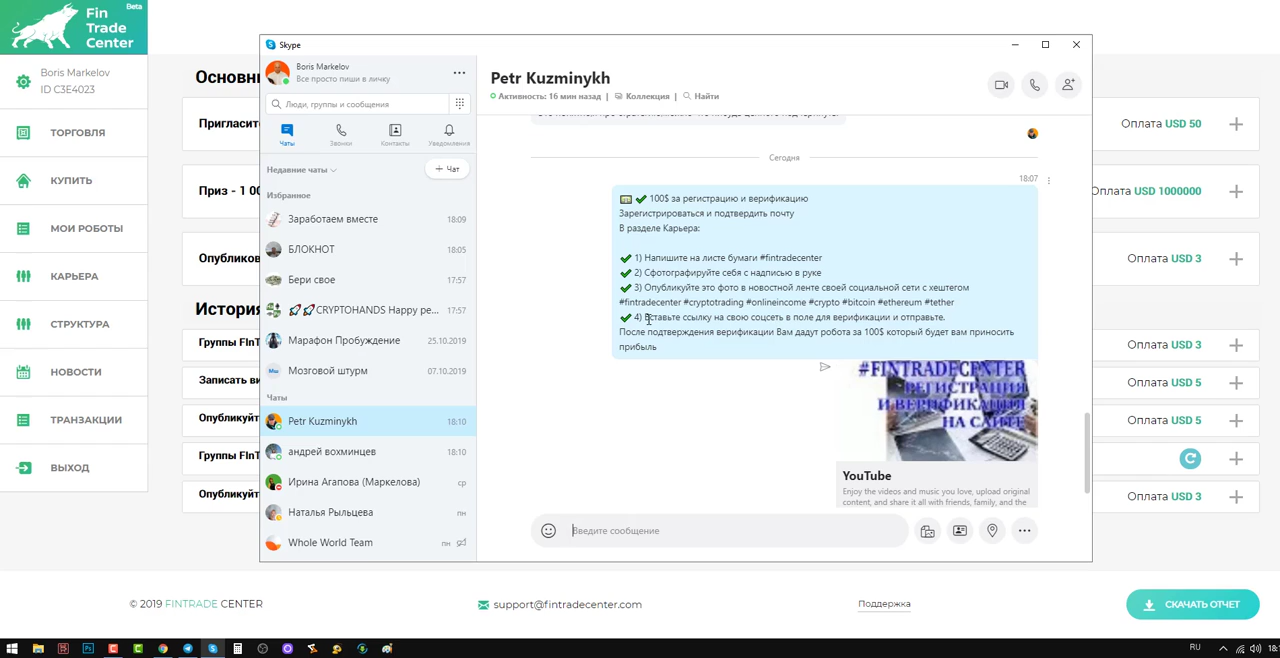 Fin
Trade
Center
Beta
Boris Markelov
ID C3E4023
ТОРГОВЛЯ
КУПИТЬ
МОИ РОБОТЫ
КАРЬЕРА
СТРУКТУРА
НОВОСТИ
ТРАНЗАКЦИИ
ВЫХОД
Основн
Пригласит
Приз - 1 00
Опубликов
История
Группы FInT
Записать ви
Опубликуйт
Группы FInT
Опубликуйт
Skype
Boris Markelov
Все просто пиши в личку
Люди, группы и сообщения
Чаты
Звонки
Контакты
Уведомления
Недавние чаты
Чат
Избранное
Заработаем вместе 18:09
БЛОКНОТ 18:05
Бери свое 17:57
CRYPTOHANDS Happy pe... 17:57
Марафон Пробуждение 25.10.2019
Мозговой штурм 07.10.2019
Чаты
Petr Kuzminykh 18:10
андрей вохминцев 18:10
Ирина Агапова (Маркелова) ср
Наталья Рыльцева пн
Whole World Team пн
Petr Kuzminykh
Активность: 16 мин назад | Коллекция | Найти
Сегодня
18:07
100$ за регистрацию и верификацию
Зарегистрироваться и подтвердить почту
В разделе Карьера:
1) Напишите на листе бумаги #fintradecenter
2) Сфотографируйте себя с надписью в руке
3) Опубликуйте это фото в новостной ленте своей социальной сети с хештегом
#fintradecenter #cryptotrading #onlineincome #crypto #bitcoin #ethereum #tether
4) Вставьте ссылку на свою соцсеть в поле для верификации и отправьте.
После подтверждения верификации Вам дадут робота за 100$ который будет вам приносить
прибыль
#FINTRADECENTER
РЕГИСТРАЦИЯ
И ВЕРИФИКАЦИЯ
НА САЙТЕ
YouTube
Enjoy the videos and music you love, upload original
content, and share it all with friends, family, and the
Введите сообщение
Оплата USD 50
Оплата USD 1000000
Оплата USD 3
Оплата USD 3
Оплата USD 5
Оплата USD 5
Оплата USD 3
© 2019 FINTRADE CENTER
support@fintradecenter.com
Поддержка
СКАЧАТЬ ОТЧЕТ
RU
18: